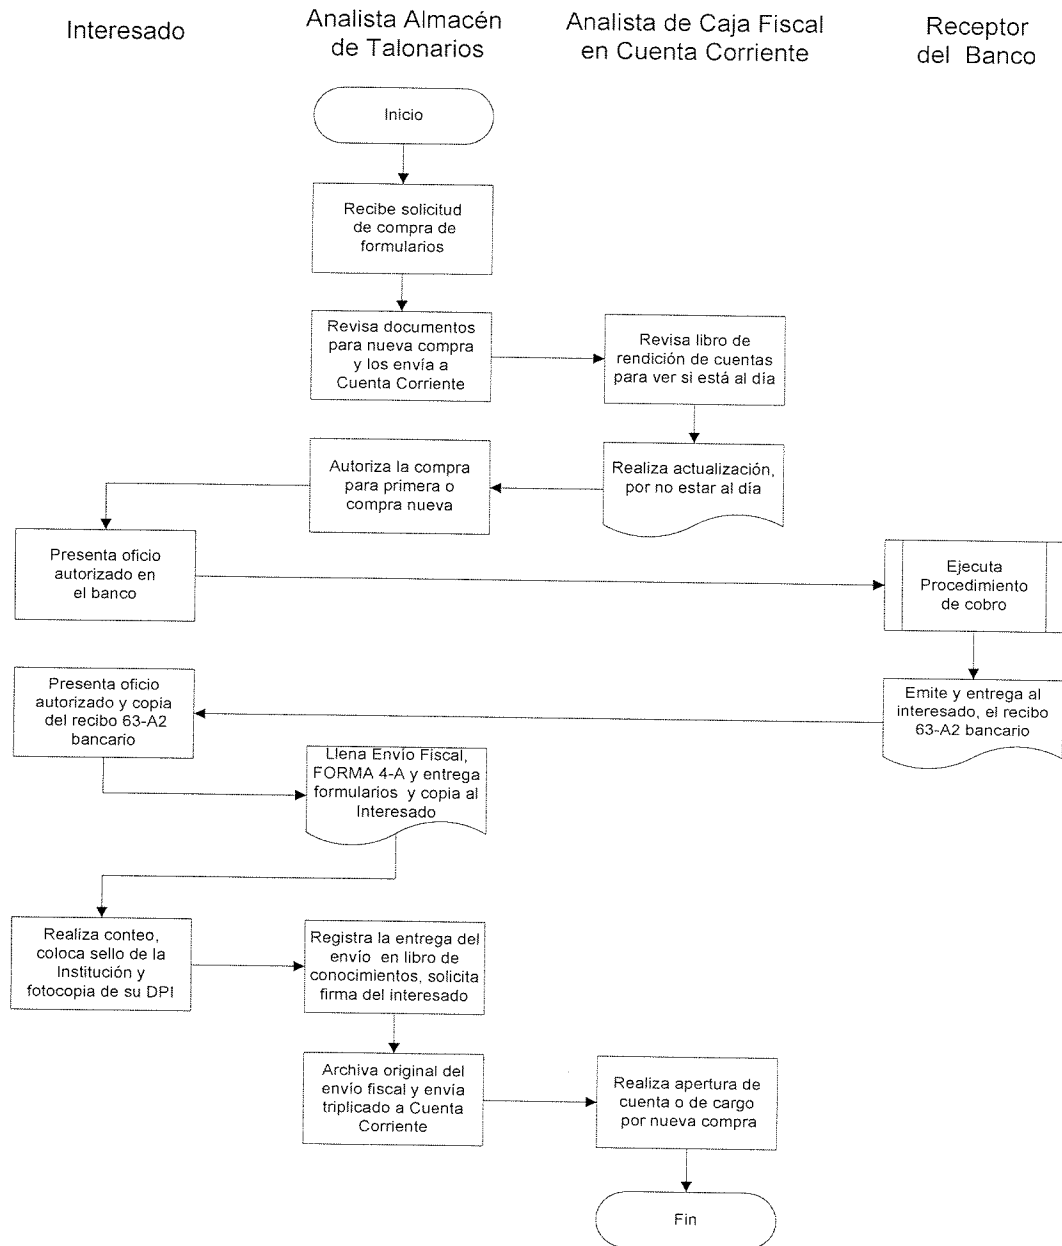 Interesado
Analista Almacén
de Talonarios
Analista de Caja Fiscal
en Cuenta Corriente
Receptor
del Banco
Inicio
Recibe solicitud
de compra de
formularios
Revisa documentos
para nueva compra
y los envía a
Cuenta Corriente
Revisa libro de
rendición de cuentas
para ver si está al día
Autoriza la compra
para primera o
compra nueva
Realiza actualización,
por no estar al día
Presenta oficio
autorizado en
el banco
Ejecuta
Procedimiento
de cobro
Presenta oficio
autorizado y copia
del recibo 63-A2
bancario
Emite y entrega al
interesado, el recibo
63-A2 bancario
Llena Envío Fiscal,
FORMA 4-A y entrega
formularios y copia al
Interesado
Realiza conteo,
coloca sello de la
Institución y
fotocopia de su DPI
Registra la entrega del
envío en libro de
conocimientos, solicita
firma del interesado
Archiva original del
envío fiscal y envía
triplicado a Cuenta
Corriente
Realiza apertura de
cuenta o de cargo
por nueva compra
Fin